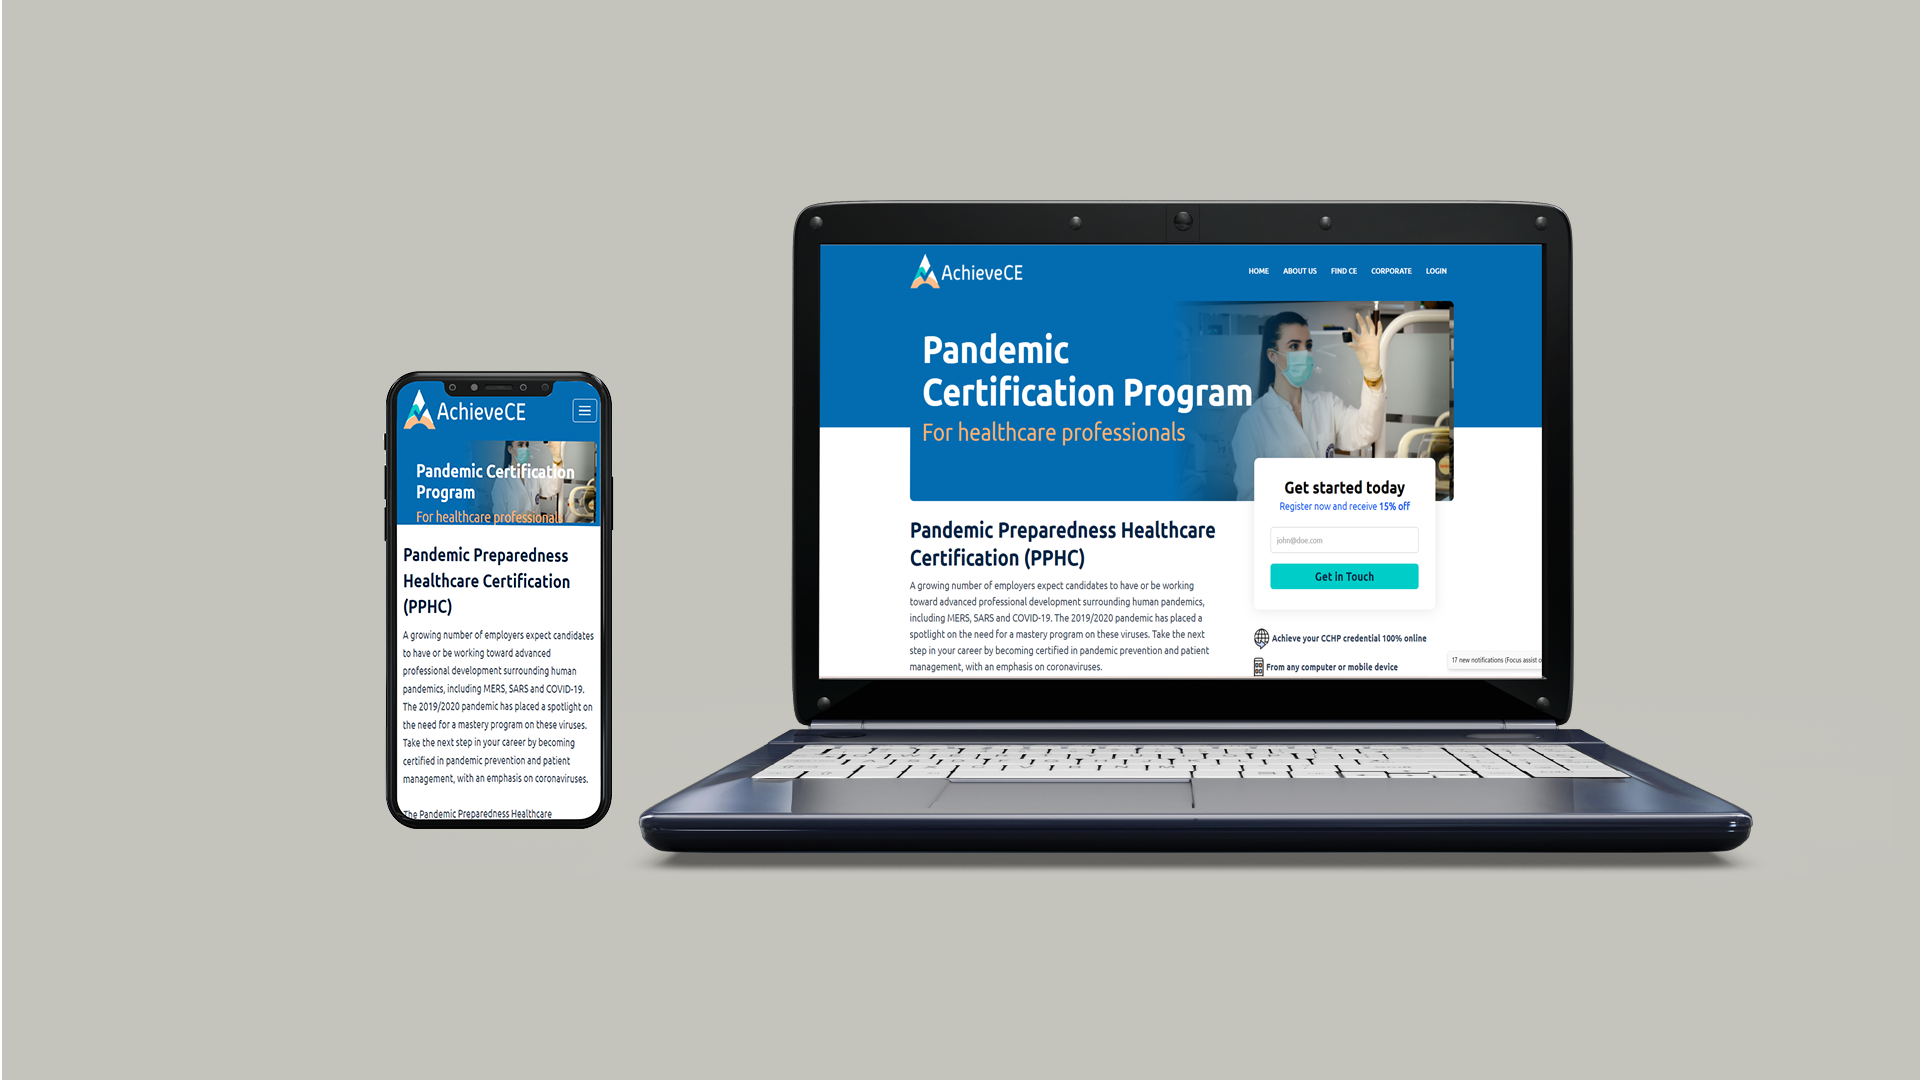 AchieveCE
Pandemic Certification
Program
For healthcare professionals
Pandemic Preparedness
Healthcare Certification
(PPHC)
A growing number of employers expect candidates
to have or be working toward advanced
professional development surrounding human
pandemics, including MERS, SARS and COVID-19.
The 2019/2020 pandemic has placed a spotlight on
the need for a mastery program on these viruses.
Take the next step in your career by becoming
certified in pandemic prevention and patient
management, with an emphasis on coronaviruses.
The Pandemic Preparedness Healthcare
AchieveCE
HOME ABOUT US FIND CE CORPORATE LOGIN
Pandemic
Certification Program
For healthcare professionals
Pandemic Preparedness Healthcare
Certification (PPHC)
A growing number of employers expect candidates to have or be working
toward advanced professional development surrounding human pandemics,
including MERS, SARS and COVID-19. The 2019/2020 pandemic has placed a
spotlight on the need for a mastery program on these viruses. Take the next
step in your career by becoming certified in pandemic prevention and patient
management, with an emphasis on coronaviruses.
Get started today
Register now and receive 15% off
john@doe.com
Get in Touch
Achieve your CCHP credential 100% online
From any computer or mobile device
17 new notifications (Focus assist o